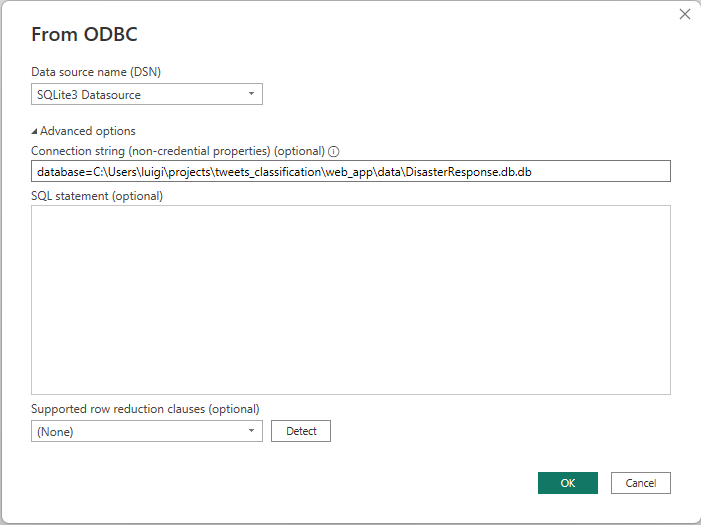 From ODBC
Data source name (DSN)
SQLite3 Datasource
Advanced options
Connection string (non-credential properties) (optional)
database=C:\Users\luigi\projects\tweets_classification\web_app\data\DisasterResponse.db.db
SQL statement (optional)
Supported row reduction clauses (optional)
(None)
Detect
OK
Cancel